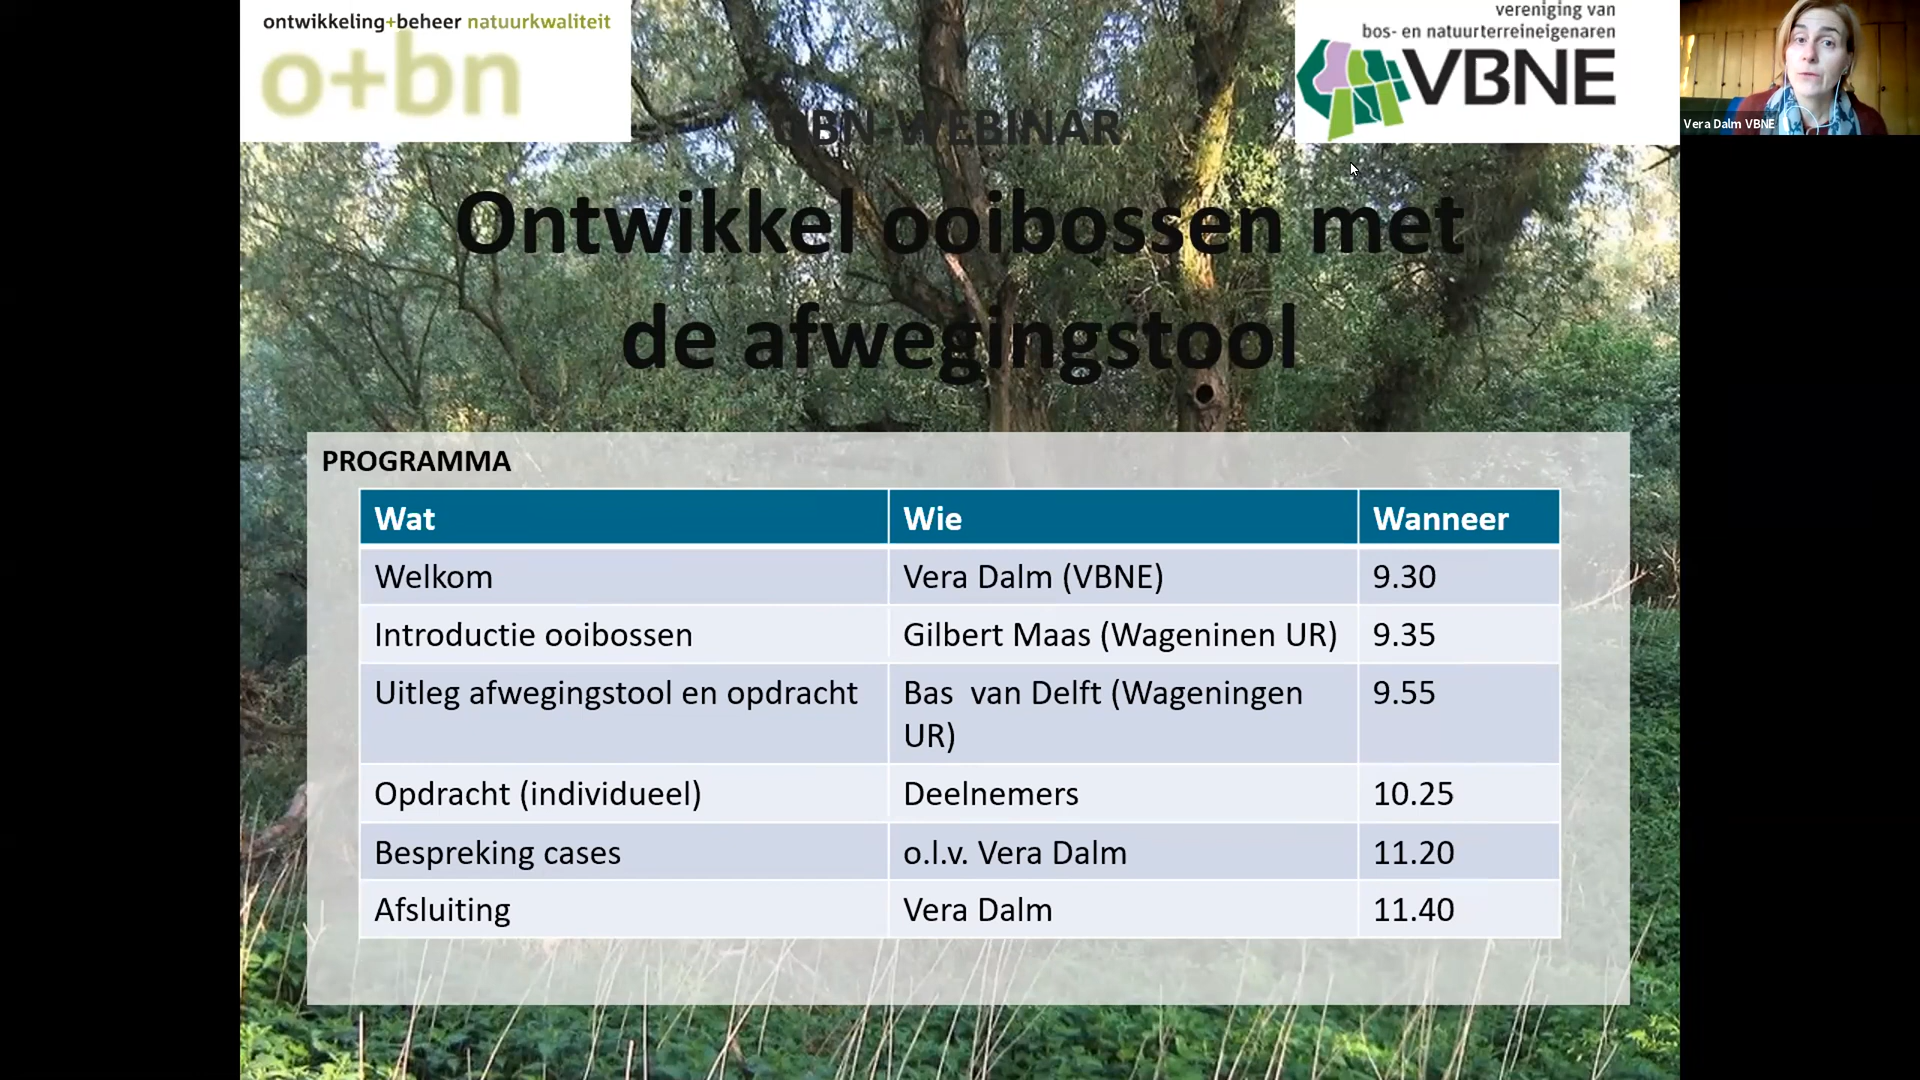 ontwikkeling+beheer natuurkwaliteit
o+bn
vereniging van
bos- en natuurterreineigenaren
VBNE
Vera Dalm VBNE
OBN-WEBINAR
Ontwikkel ooibossen met
de afwegingstool
PROGRAMMA
Wat Wie Wanneer
Welkom Vera Dalm (VBNE) 9.30
Introductie ooibossen Gilbert Maas (Wageninen UR) 9.35
Uitleg afwegingstool en opdracht Bas van Delft (Wageningen 9.55
UR)
Opdracht (individueel) Deelnemers 10.25
Bespreking cases o.l.v. Vera Dalm 11.20
Afsluiting Vera Dalm 11.40